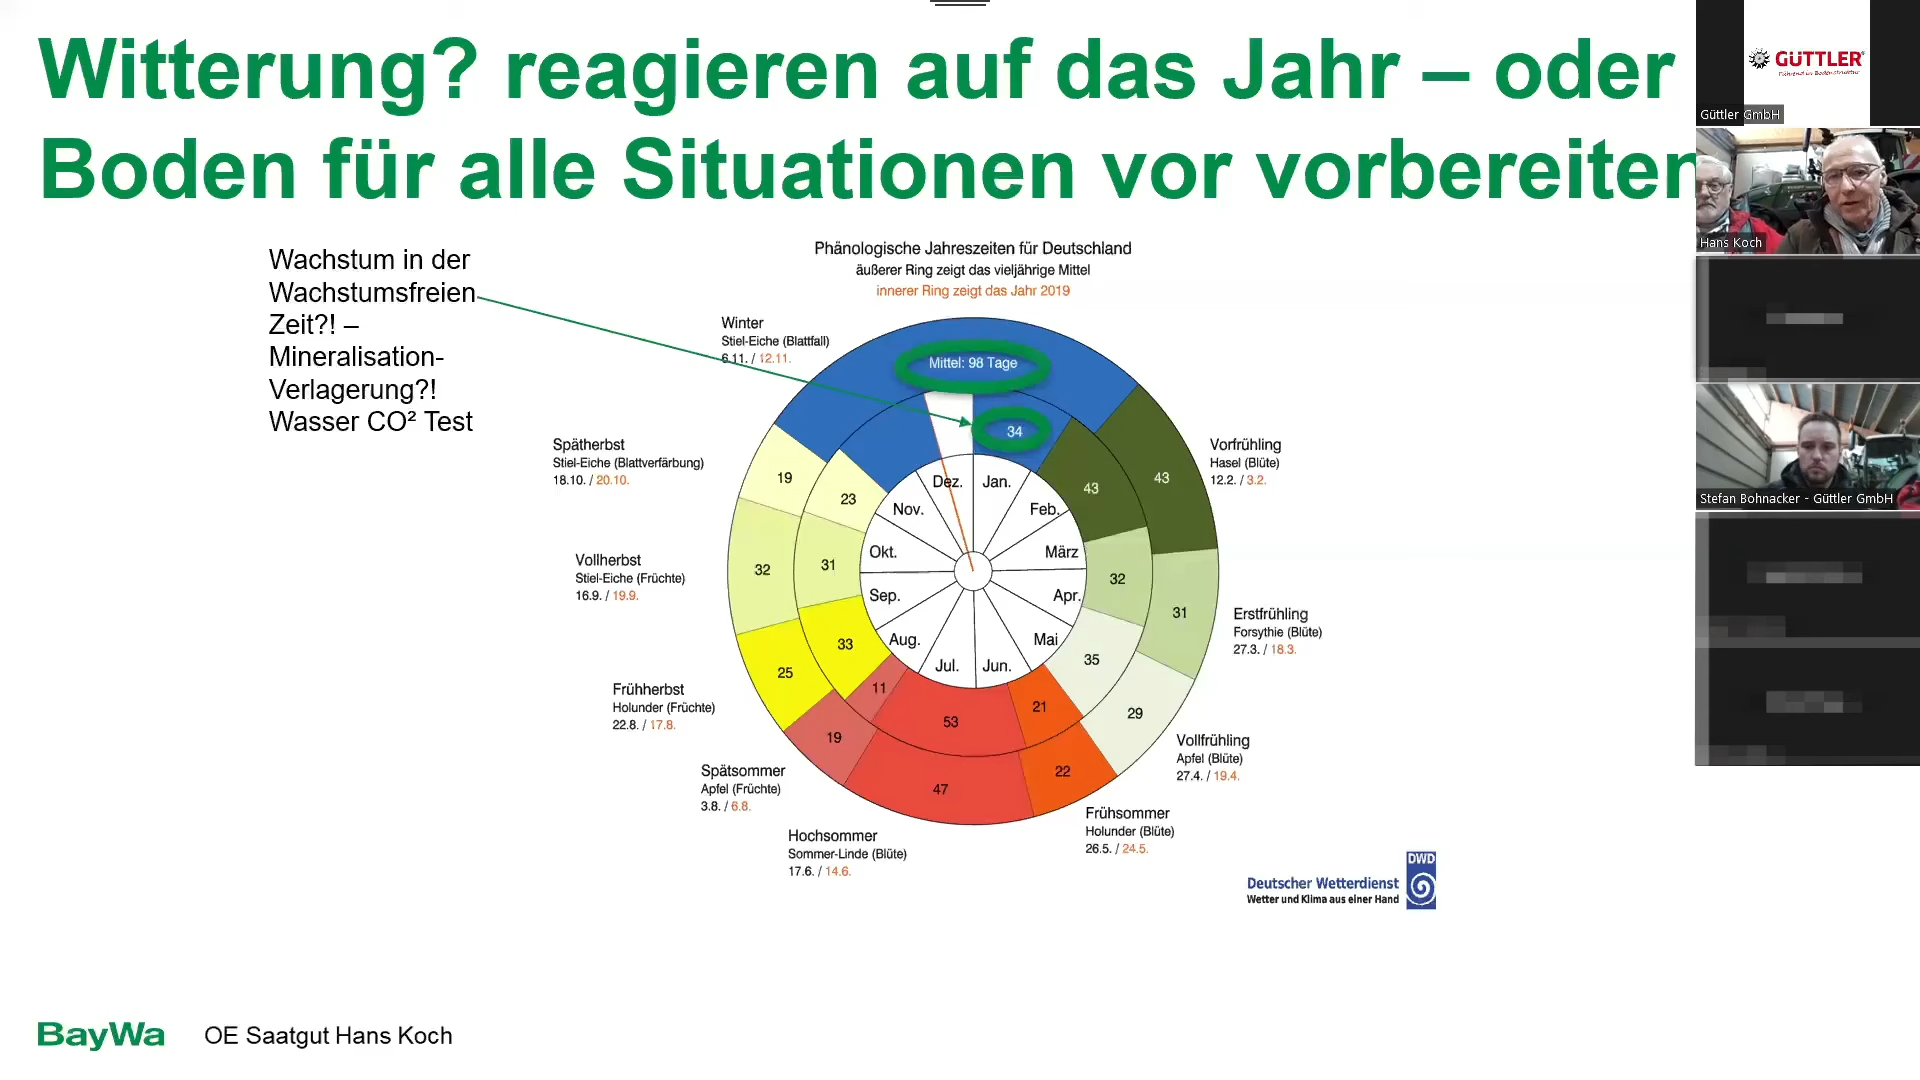 Witterung? reagieren auf das Jahr – oder
Boden für alle Situationen vor vorbereiten
Wachstum in der
Wachstumsfreien
Zeit?! –
Mineralisation-
Verlagerung?!
Wasser CO² Test
Phänologische Jahreszeiten für Deutschland
äußerer Ring zeigt das vieljährige Mittel
innerer Ring zeigt das Jahr 2019
Winter
Stiel-Eiche (Blattfall)
6.11. / 12.11.
Mittel: 98 Tage
34
Vorfrühling
Hasel (Blüte)
12.2. / 3.2.
43
43
Erstfrühling
Forsythie (Blüte)
27.3. / 18.3.
32
31
Vollfrühling
Apfel (Blüte)
27.4. / 19.4.
35
29
Frühsommer
Holunder (Blüte)
26.5. / 24.5.
21
22
Hochsommer
Sommer-Linde (Blüte)
17.6. / 14.6.
53
47
Spätsommer
Apfel (Früchte)
3.8. / 6.8.
11
19
Frühherbst
Holunder (Früchte)
22.8. / 17.8.
33
25
Vollherbst
Stiel-Eiche (Früchte)
16.9. / 19.9.
31
32
Spätherbst
Stiel-Eiche (Blattverfärbung)
18.10. / 20.10.
23
19
Jan.
Feb.
März
Apr.
Mai
Jun.
Jul.
Aug.
Sep.
Okt.
Nov.
Dez.
DWD
Deutscher Wetterdienst
Wetter und Klima aus einer Hand
BayWa
OE Saatgut Hans Koch
GÜTTLER
Führend in Bodenstruktur
Güttler GmbH
Hans Koch
Stefan Bohnacker - Güttler GmbH